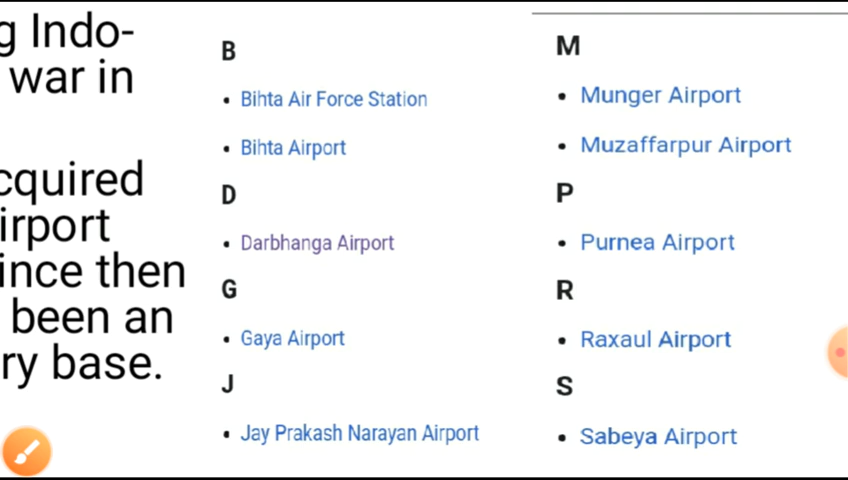 g Indo-
war in
cquired
irport
ince then
been an
ry base.
B
Bihta Air Force Station
Bihta Airport
D
Darbhanga Airport
G
Gaya Airport
J
Jay Prakash Narayan Airport
M
Munger Airport
Muzaffarpur Airport
P
Purnea Airport
R
Raxaul Airport
S
Sabeya Airport